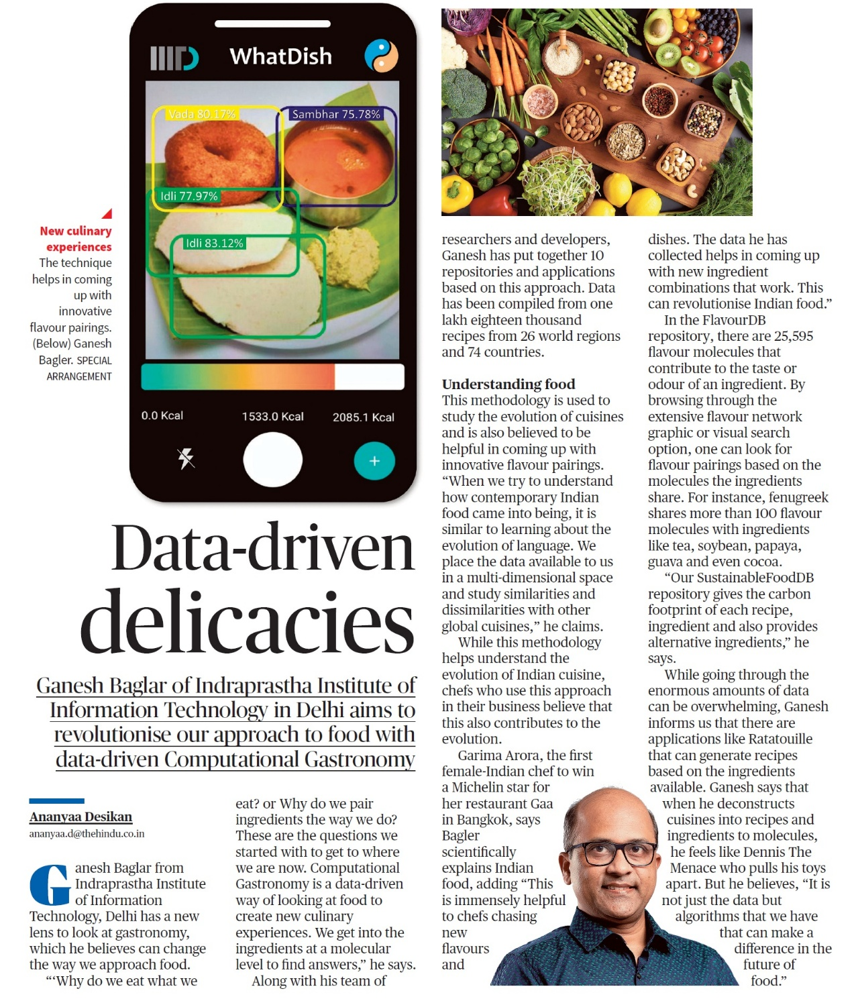 WhatDish
Vada 80.17%
Sambhar 75.78%
Idli 77.97%
Idli 83.12%
0.0 Kcal
1533.0 Kcal
2085.1 Kcal
+
New culinary
experiences
The technique
helps in coming
up with
innovative
flavour pairings.
(Below) Ganesh
Bagler. SPECIAL
ARRANGEMENT
Data-driven
delicacies
Ganesh Baglar of Indraprastha Institute of
Information Technology in Delhi aims to
revolutionise our approach to food with
data-driven Computational Gastronomy
Ananyaa Desikan
ananyaa.d@thehindu.co.in
Ganesh Baglar from
Indraprastha Institute
of Information
Technology, Delhi has a new
lens to look at gastronomy,
which he believes can change
the way we approach food.
“‘Why do we eat what we
eat? or Why do we pair
ingredients the way we do?
These are the questions we
started with to get to where
we are now. Computational
Gastronomy is a data-driven
way of looking at food to
create new culinary
experiences. We get into the
ingredients at a molecular
level to find answers,” he says.
Along with his team of
researchers and developers,
Ganesh has put together 10
repositories and applications
based on this approach. Data
has been compiled from one
lakh eighteen thousand
recipes from 26 world regions
and 74 countries.
Understanding food
This methodology is used to
study the evolution of cuisines
and is also believed to be
helpful in coming up with
innovative flavour pairings.
“When we try to understand
how contemporary Indian
food came into being, it is
similar to learning about the
evolution of language. We
place the data available to us
in a multi-dimensional space
and study similarities and
dissimilarities with other
global cuisines,” he claims.
While this methodology
helps understand the
evolution of Indian cuisine,
chefs who use this approach
in their business believe that
this also contributes to the
evolution.
Garima Arora, the first
female-Indian chef to win
a Michelin star for
her restaurant Gaa
in Bangkok, says
Bagler
scientifically
explains Indian
food, adding “This
is immensely helpful
to chefs chasing
new
flavours
and
dishes. The data he has
collected helps in coming up
with new ingredient
combinations that work. This
can revolutionise Indian food.”
In the FlavourDB
repository, there are 25,595
flavour molecules that
contribute to the taste or
odour of an ingredient. By
browsing through the
extensive flavour network
graphic or visual search
option, one can look for
flavour pairings based on the
molecules the ingredients
share. For instance, fenugreek
shares more than 100 flavour
molecules with ingredients
like tea, soybean, papaya,
guava and even cocoa.
“Our SustainableFoodDB
repository gives the carbon
footprint of each recipe,
ingredient and also provides
alternative ingredients,” he
says.
While going through the
enormous amounts of data
can be overwhelming, Ganesh
informs us that there are
applications like Ratatouille
that can generate recipes
based on the ingredients
available. Ganesh says that
when he deconstructs
cuisines into recipes and
ingredients to molecules,
he feels like Dennis The
Menace who pulls his toys
apart. But he believes, “It is
not just the data but
algorithms that we have
that can make a
difference in the
future of
food.”